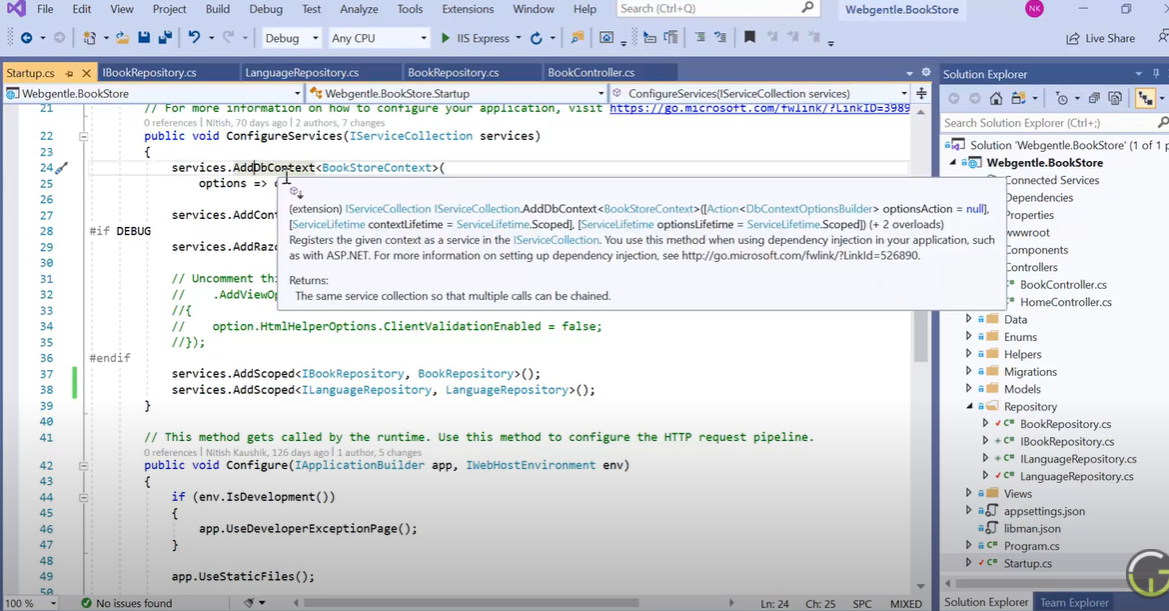 File Edit View Project Build Debug Test Analyze Tools Extensions Window Help Search (Ctrl+Q) Webgentle.BookStore NK
Debug Any CPU IIS Express Live Share
Startup.cs IBookRepository.cs LanguageRepository.cs BookRepository.cs BookController.cs
Webgentle.BookStore Webgentle.BookStore.Startup ConfigureServices(IServiceCollection services)
21 // For more information on how to configure your application, visit https://go.microsoft.com/fwlink/?LinkID=3989
0 references | Nitish, 70 days ago | 2 authors, 7 changes
22 public void ConfigureServices(IServiceCollection services)
23 {
24 services.AddDbContext<BookStoreContext>(
25 options =>
26
(extension) IServiceCollection IServiceCollection.AddDbContext<BookStoreContext>([Action<DbContextOptionsBuilder> optionsAction = null],
[ServiceLifetime contextLifetime = ServiceLifetime.Scoped], [ServiceLifetime optionsLifetime = ServiceLifetime.Scoped]) (+ 2 overloads)
Registers the given context as a service in the IServiceCollection. You use this method when using dependency injection in your application, such
as with ASP.NET. For more information on setting up dependency injection, see http://go.microsoft.com/fwlink/?LinkId=526890.
Returns:
The same service collection so that multiple calls can be chained.
27 services.AddCont
28 #if DEBUG
29 services.AddRazo
30
31 // Uncomment thi
32 // .AddViewOp
33 //{
34 // option.HtmlHelperOptions.ClientValidationEnabled = false;
35 //});
36 #endif
37 services.AddScoped<IBookRepository, BookRepository>();
38 services.AddScoped<ILanguageRepository, LanguageRepository>();
39 }
40
41 // This method gets called by the runtime. Use this method to configure the HTTP request pipeline.
0 references | Nitish Kaushik, 126 days ago | 1 author, 5 changes
42 public void Configure(IApplicationBuilder app, IWebHostEnvironment env)
43 {
44 if (env.IsDevelopment())
45 {
46 app.UseDeveloperExceptionPage();
47 }
48
49 app.UseStaticFiles();
50
100 % No issues found Ln: 24 Ch: 25 SPC MIXED
Solution Explorer
Search Solution Explorer (Ctrl+;)
Solution 'Webgentle.BookStore' (1 of 1 p
Webgentle.BookStore
Connected Services
Dependencies
Properties
wwwroot
Components
Controllers
BookController.cs
HomeController.cs
Data
Enums
Helpers
Migrations
Models
Repository
BookRepository.cs
IBookRepository.cs
ILanguageRepository.cs
LanguageRepository.cs
Views
appsettings.json
libman.json
Program.cs
Startup.cs
Solution Explorer Team Explorer